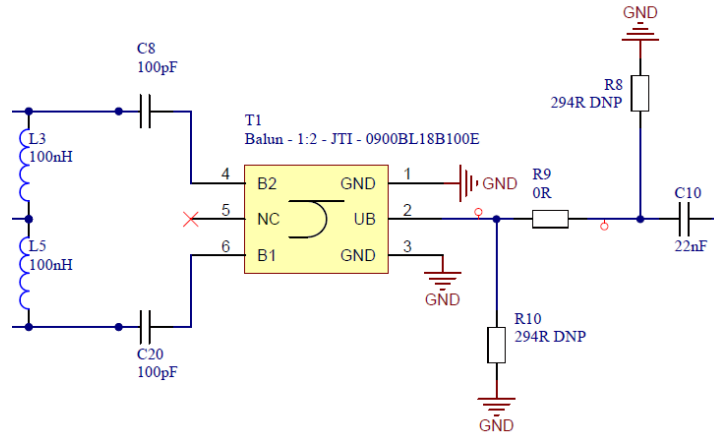 GND
C8
100pF
R8
294R DNP
T1
Balun - 1:2 - JTI - 0900BL18B100E
L3
100nH
R9
0R
C10
22nF
4
B2
GND
1
GND
5
NC
UB
2
6
B1
GND
3
L5
100nH
GND
R10
294R DNP
C20
100pF
GND